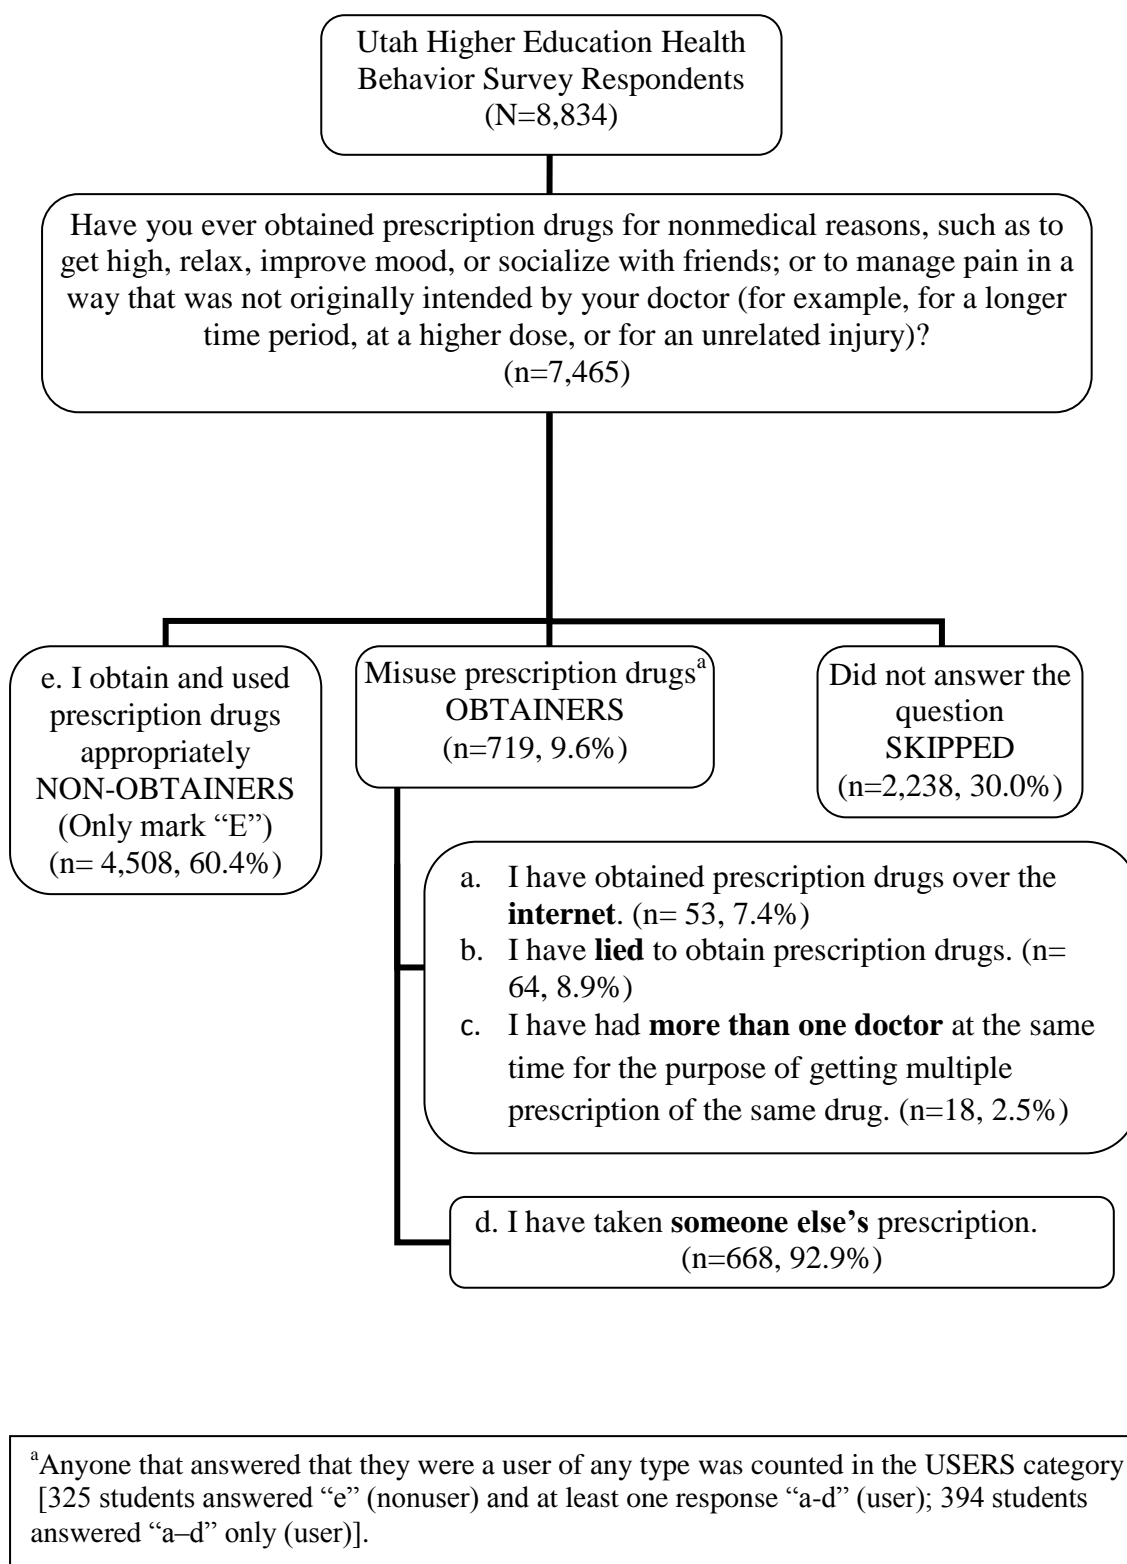 Utah Higher Education Health
Behavior Survey Respondents
(N=8,834)
Have you ever obtained prescription drugs for nonmedical reasons, such as to
get high, relax, improve mood, or socialize with friends; or to manage pain in a
way that was not originally intended by your doctor (for example, for a longer
time period, at a higher dose, or for an unrelated injury)?
(n=7,465)
e. I obtain and used
prescription drugs
appropriately
NON-OBTAINERS
(Only mark “E”)
(n= 4,508, 60.4%)
Misuse prescription drugsᵃ
OBTAINERS
(n=719, 9.6%)
Did not answer the
question
SKIPPED
(n=2,238, 30.0%)
a. I have obtained prescription drugs over the
internet. (n= 53, 7.4%)
b. I have lied to obtain prescription drugs. (n=
64, 8.9%)
c. I have had more than one doctor at the same
time for the purpose of getting multiple
prescription of the same drug. (n=18, 2.5%)
d. I have taken someone else’s prescription.
(n=668, 92.9%)
ᵃAnyone that answered that they were a user of any type was counted in the USERS category
[325 students answered “e” (nonuser) and at least one response “a-d” (user); 394 students
answered “a–d” only (user)].